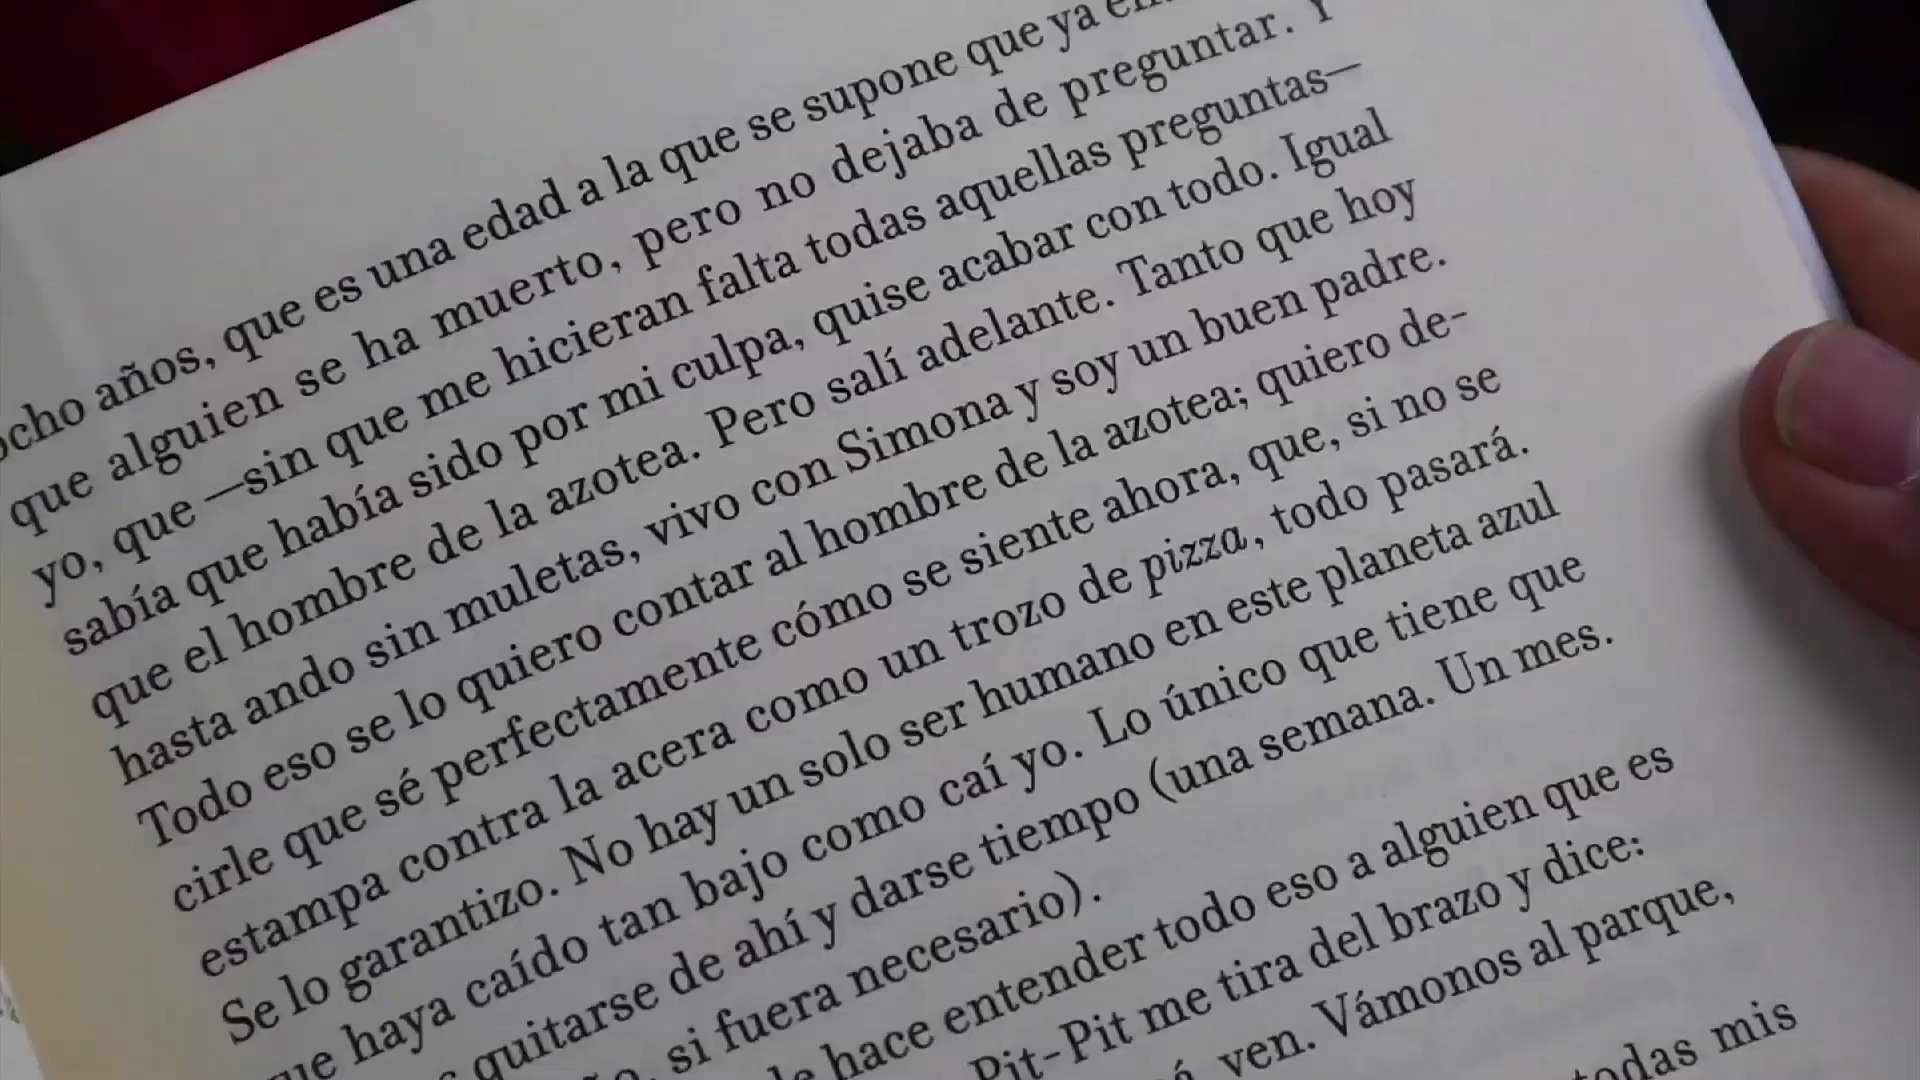 años, que es una edad a la que se supone que ya
que alguien se ha muerto, pero no dejaba de preguntar. Y
yo, que —sin que me hicieran falta todas aquellas preguntas—
sabía que había sido por mi culpa, quise acabar con todo. Igual
que el hombre de la azotea. Pero salí adelante. Tanto que hoy
hasta ando sin muletas, vivo con Simona y soy un buen padre.
Todo eso se lo quiero contar al hombre de la azotea; quiero de-
cirle que sé perfectamente cómo se siente ahora, que, si no se
estampa contra la acera como un trozo de pizza, todo pasará.
Se lo garantizo. No hay un solo ser humano en este planeta azul
haya caído tan bajo como caí yo. Lo único que tiene que
quitarse de ahí y darse tiempo (una semana. Un mes.
si fuera necesario).
hace entender todo eso a alguien que es
Pit-Pit me tira del brazo y dice:
ven. Vámonos al parque,
todas mis